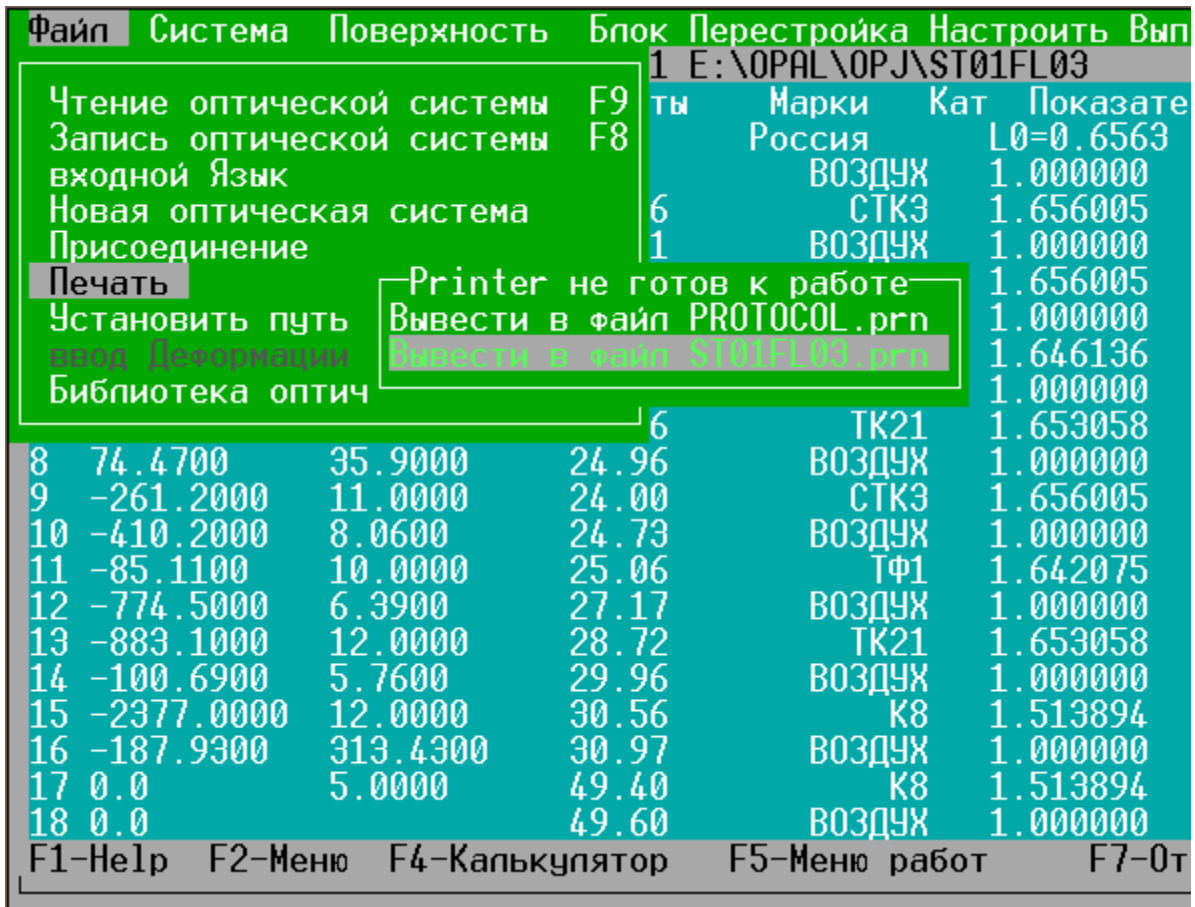 Файл Система Поверхность Блок Перестройка Настроить Вып
1 E:\OPAL\OPJ\ST01FL03
Чтение оптической системы F9 ты Марки Кат Показате
Запись оптической системы F8 Россия L0=0.6563
входной Язык ВОЗДУХ 1.000000
Новая оптическая система 6 СТК3 1.656005
Присоединение 1 ВОЗДУХ 1.000000
Печать Printer не готов к работе 1.656005
Установить путь Вывести в файл PROTOCOL.prn 1.000000
ввод Деформации Вывести в файл ST01FL03.prn 1.646136
Библиотека оптич 1.000000
6 ТК21 1.653058
8 74.4700 35.9000 24.96 ВОЗДУХ 1.000000
9 -261.2000 11.0000 24.00 СТК3 1.656005
10 -410.2000 8.0600 24.73 ВОЗДУХ 1.000000
11 -85.1100 10.0000 25.06 ТФ1 1.642075
12 -774.5000 6.3900 27.17 ВОЗДУХ 1.000000
13 -883.1000 12.0000 28.72 ТК21 1.653058
14 -100.6900 5.7600 29.96 ВОЗДУХ 1.000000
15 -2377.0000 12.0000 30.56 К8 1.513894
16 -187.9300 313.4300 30.97 ВОЗДУХ 1.000000
17 0.0 5.0000 49.40 К8 1.513894
18 0.0 49.60 ВОЗДУХ 1.000000
F1-Help F2-Меню F4-Калькулятор F5-Меню работ F7-От